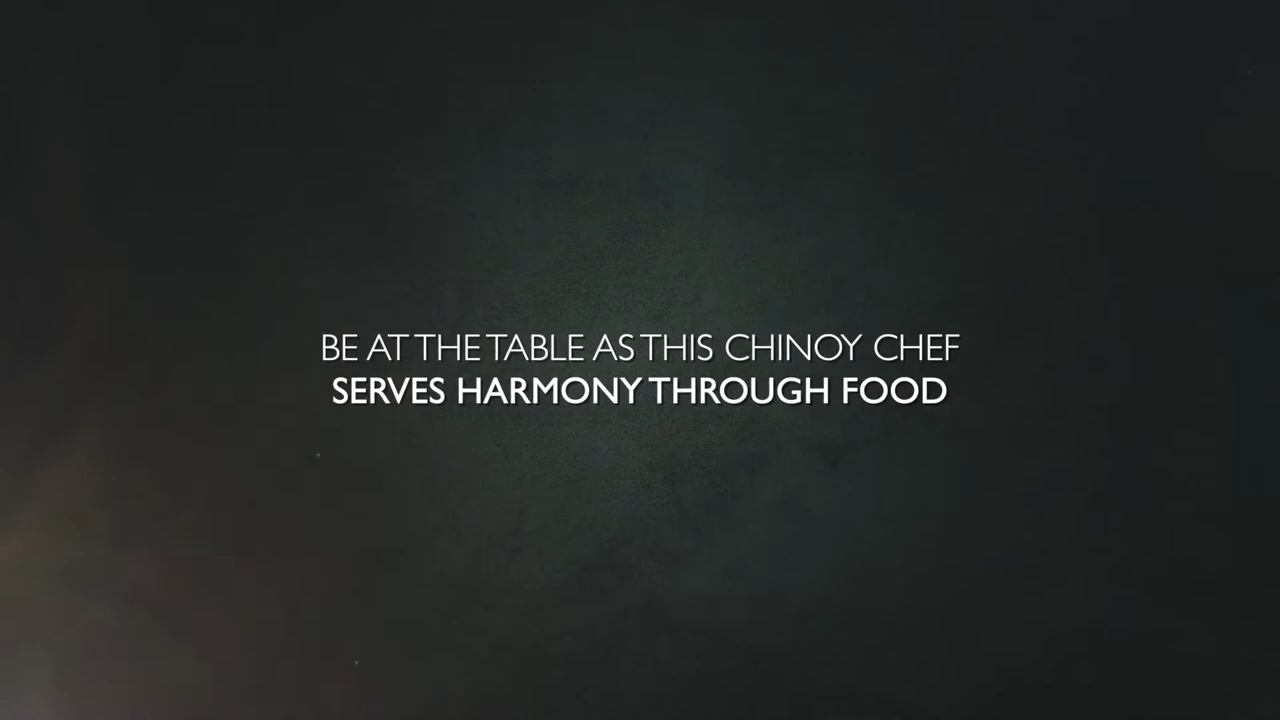 BE AT THE TABLE AS THIS CHINOY CHEF
SERVES HARMONY THROUGH FOOD